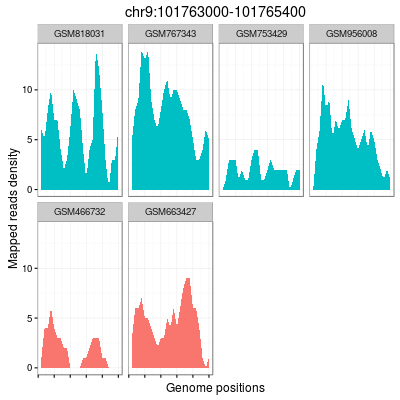 chr9:101763000-101765400
GSM818031 GSM767343 GSM753429 GSM956008
10
5
0
GSM466732 GSM663427
10
5
0
Mapped reads density
Genome positions